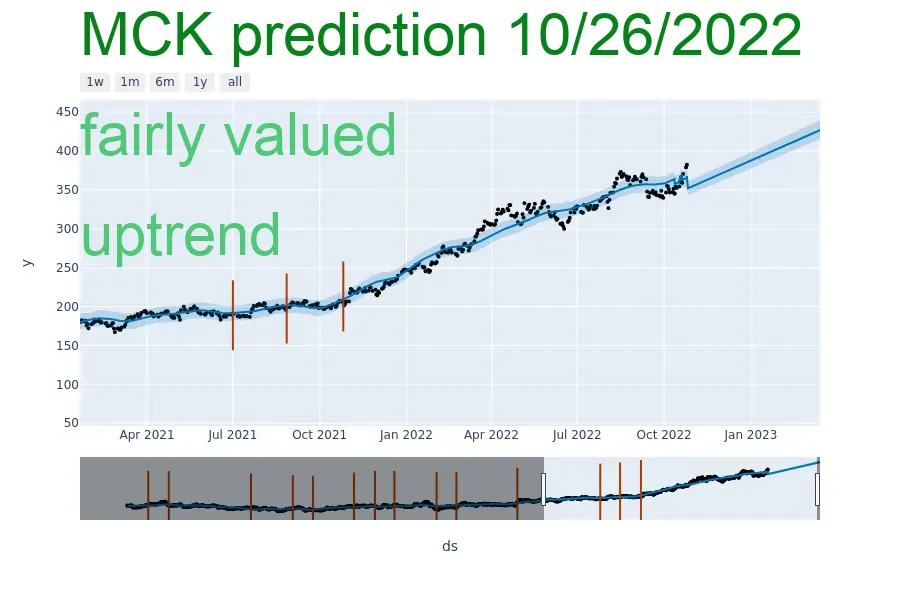 MCK prediction 10/26/2022
1w 1m 6m 1y all
450
fairly valued
400
350
300
uptrend
y
250
200
150
100
50
Apr 2021 Jul 2021 Oct 2021 Jan 2022 Apr 2022 Jul 2022 Oct 2022 Jan 2023
ds